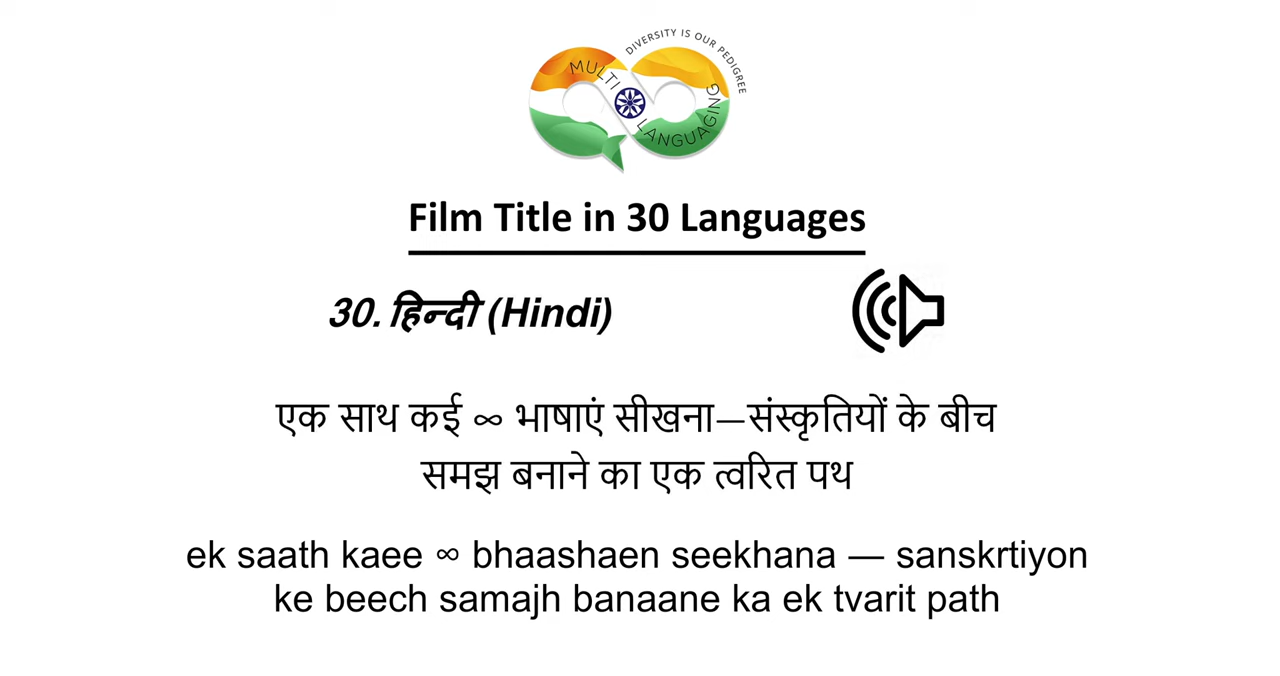 DIVERSITY IS OUR PEDIGREE
MULTI
LANGUAGING
Film Title in 30 Languages
30. हिन्दी (Hindi)
एक साथ कई ∞ भाषाएं सीखना—संस्कृतियों के बीच
समझ बनाने का एक त्वरित पथ
ek saath kaee ∞ bhaashaen seekhana — sanskrtiyon
ke beech samajh banaane ka ek tvarit path